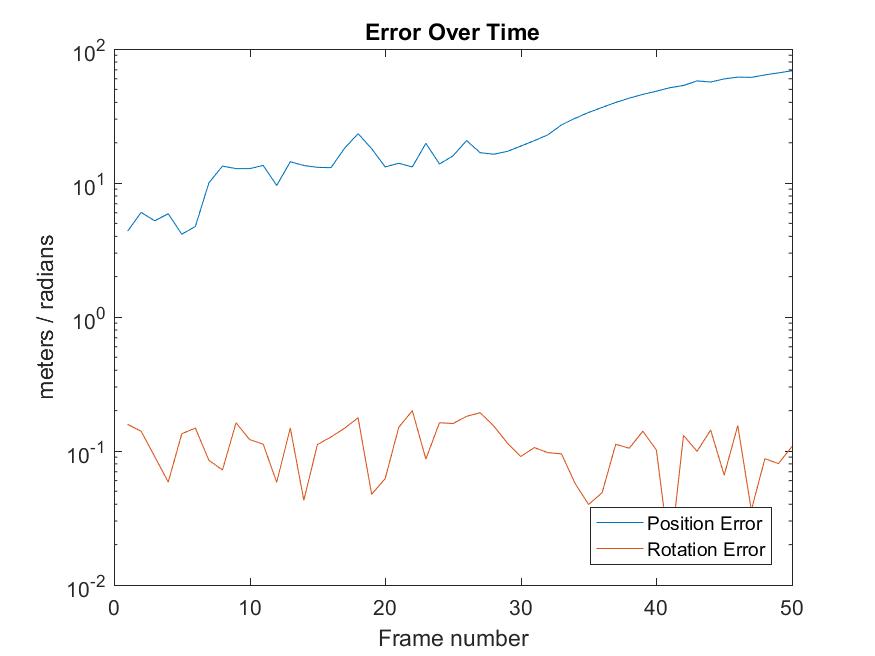 Error Over Time
10^2
10^1
10^0
10^-1
10^-2
meters / radians
0 10 20 30 40 50
Frame number
Position Error
Rotation Error